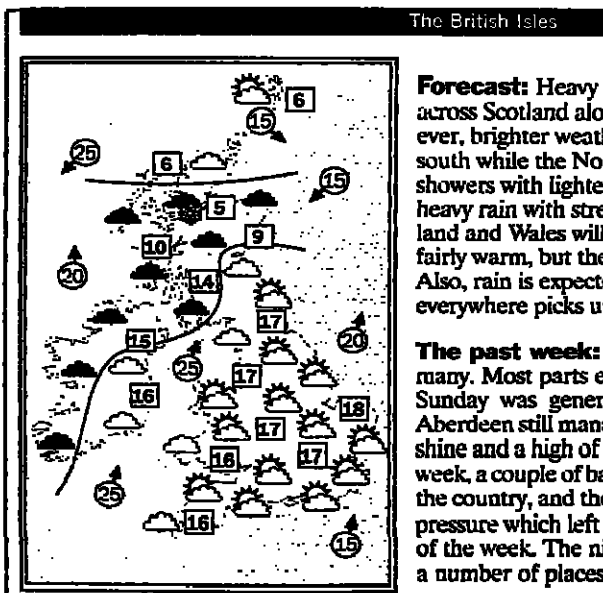 The British Isles
6
15
25
6
15
5
9
10
20
14
17
15
20
25
17
16
18
17
16
17
25
16
15
Forecast: Heavy
across Scotland alo
ever, brighter weath
south while the No
showers with lighte
heavy rain with stre
land and Wales will
fairly warm, but the
Also, rain is expect
everywhere picks u
The past week:
many. Most parts e
Sunday was gener
Aberdeen still mana
shine and a high of
week, a couple of ba
the country, and the
pressure which left
of the week. The ni
a number of places